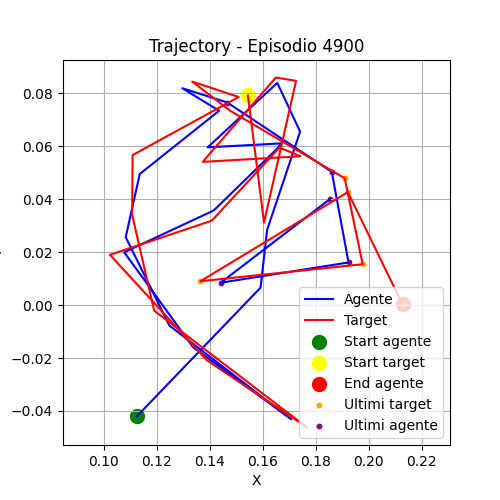 Trajectory - Episodio 4900
0.08
0.06
0.04
0.02
0.00
−0.02
−0.04
0.10 0.12 0.14 0.16 0.18 0.20 0.22
X
Agente
Target
Start agente
Start target
End agente
Ultimi target
Ultimi agente